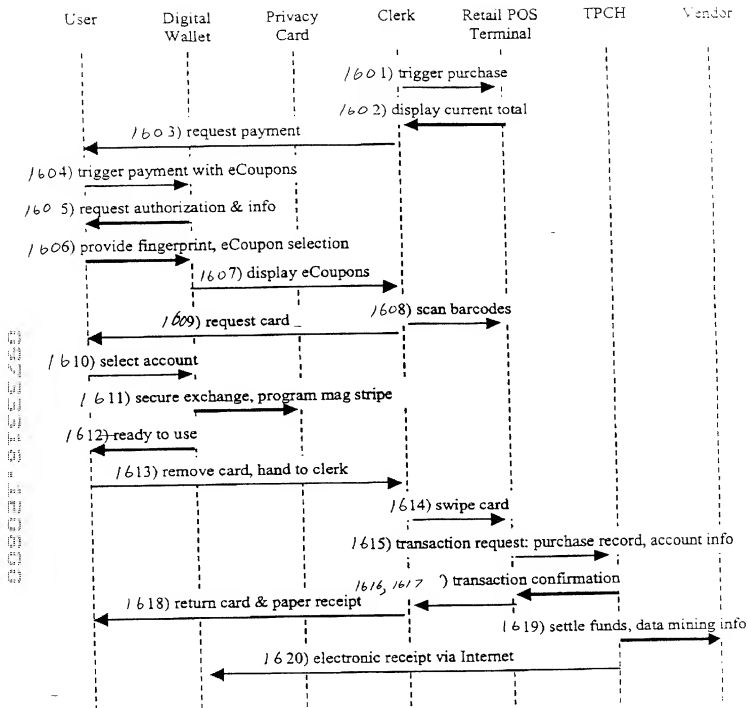 User Digital Wallet Privacy Card Clerk Retail POS Terminal TPCH Vendor
1601) trigger purchase
1602) display current total
1603) request payment
1604) trigger payment with eCoupons
1605) request authorization & info
1606) provide fingerprint, eCoupon selection
1607) display eCoupons
1608) scan barcodes
1609) request card
1610) select account
1611) secure exchange, program mag stripe
1612) ready to use
1613) remove card, hand to clerk
1614) swipe card
1615) transaction request: purchase record, account info
1616, 1617 ) transaction confirmation
1618) return card & paper receipt
1619) settle funds, data mining info
1620) electronic receipt via Internet